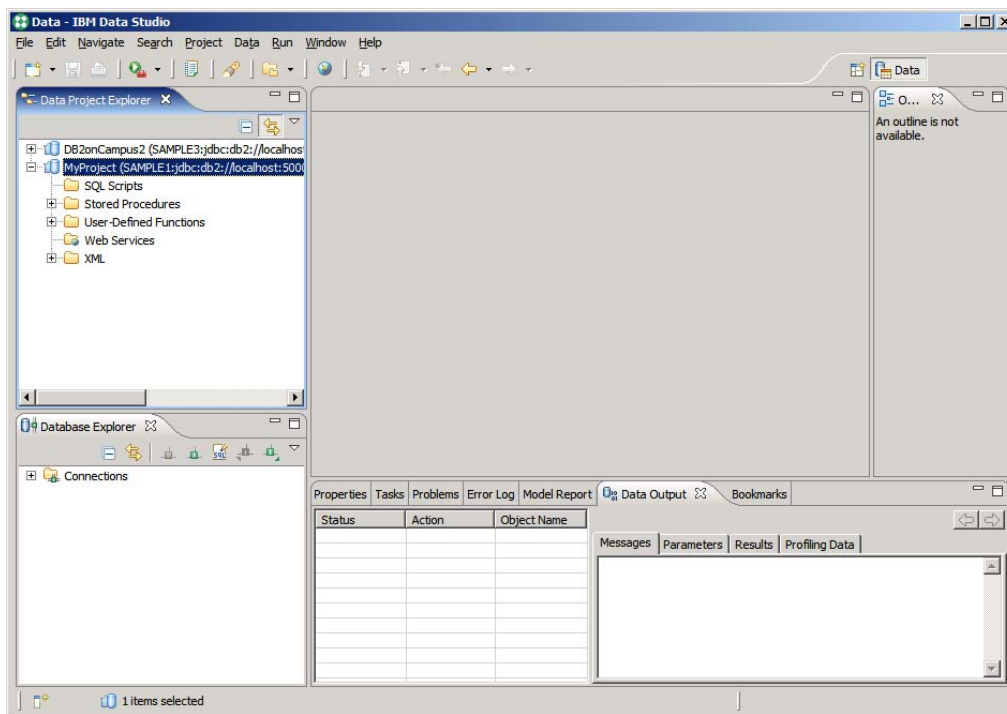 Data - IBM Data Studio
File Edit Navigate Search Project Data Run Window Help
Data
Data Project Explorer
O...
DB2onCampus2 (SAMPLE3:jdbc:db2://localhos
An outline is not
available.
MyProject (SAMPLE1:jdbc:db2://localhost:5000
SQL Scripts
Stored Procedures
User-Defined Functions
Web Services
XML
Database Explorer
SQL
Connections
Properties Tasks Problems Error Log Model Report Data Output Bookmarks
Status Action Object Name
Messages Parameters Results Profiling Data
1 items selected